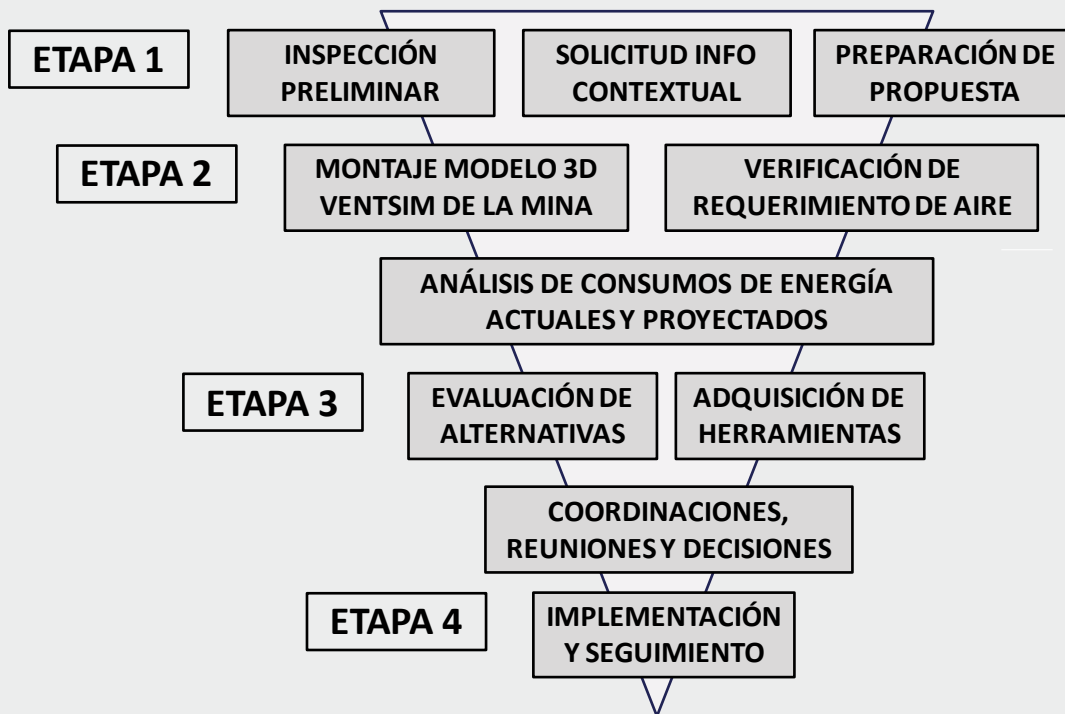 ETAPA 1
INSPECCIÓN
PRELIMINAR
SOLICITUD INFO
CONTEXTUAL
PREPARACIÓN DE
PROPUESTA
ETAPA 2
MONTAJE MODELO 3D
VENTSIM DE LA MINA
VERIFICACIÓN DE
REQUERIMIENTO DE AIRE
ANÁLISIS DE CONSUMOS DE ENERGÍA
ACTUALES Y PROYECTADOS
ETAPA 3
EVALUACIÓN DE
ALTERNATIVAS
ADQUISICIÓN DE
HERRAMIENTAS
COORDINACIONES,
REUNIONES Y DECISIONES
ETAPA 4
IMPLEMENTACIÓN
Y SEGUIMIENTO